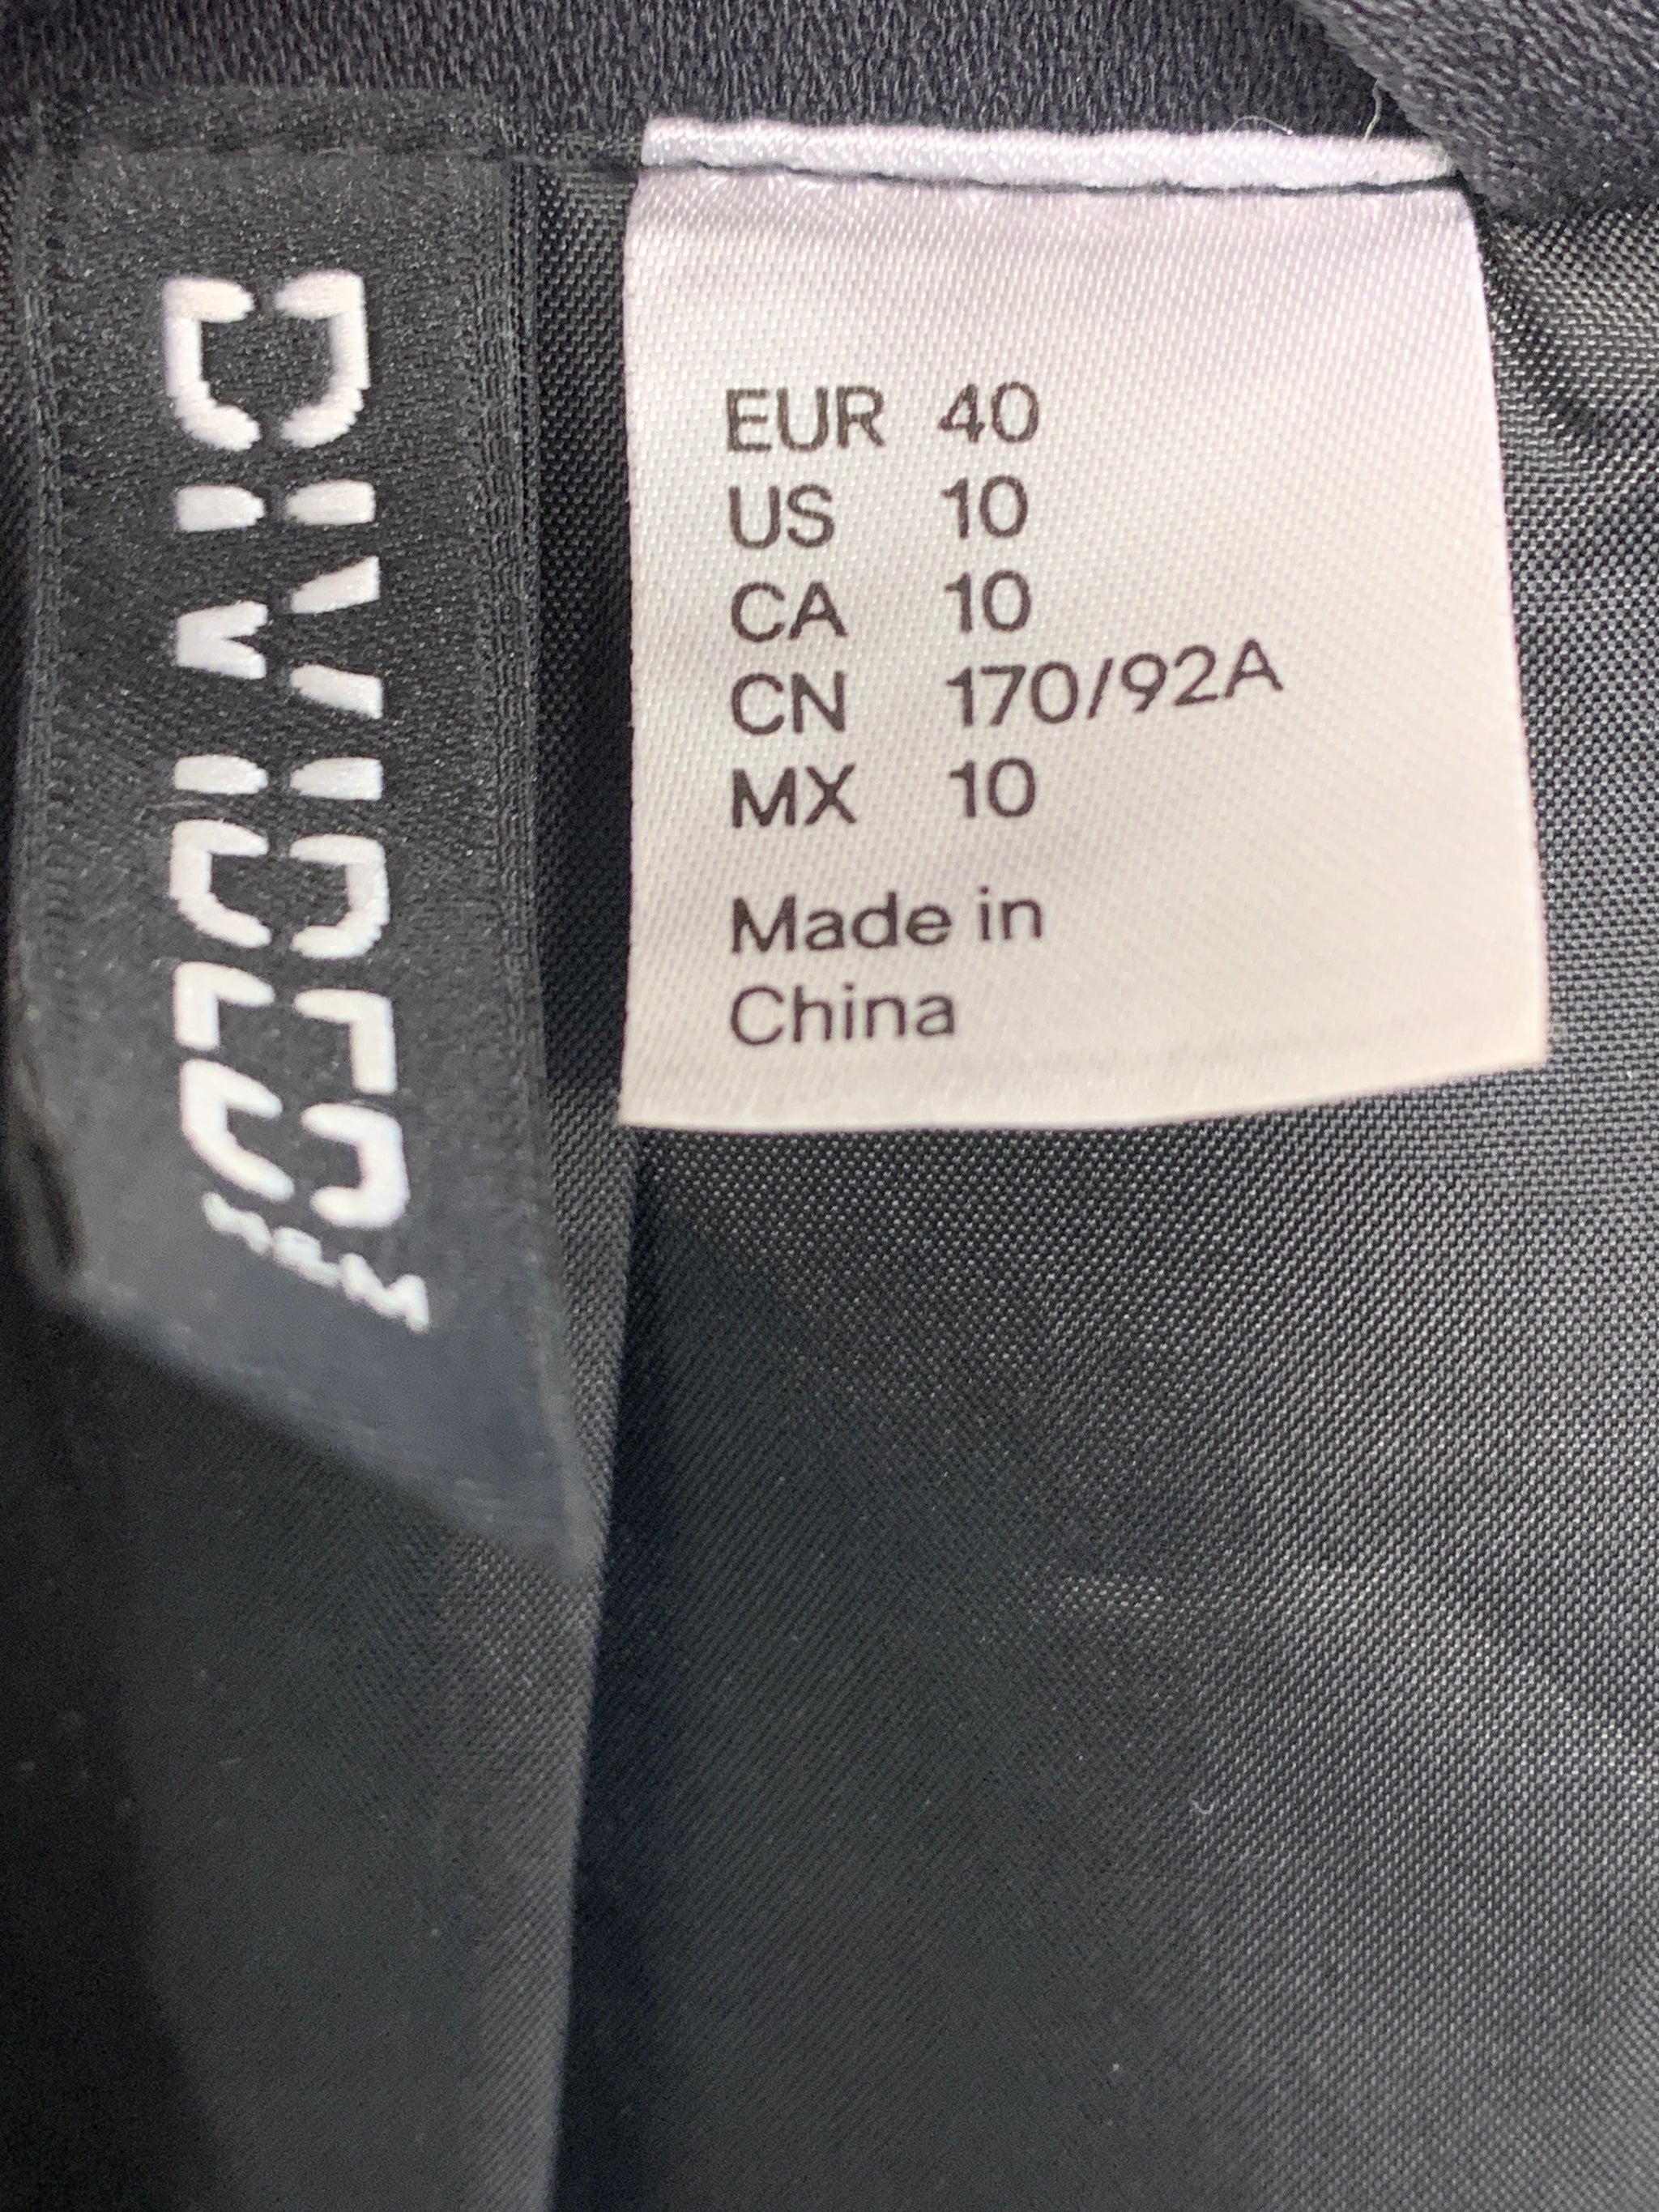 DIVIDED
H&M
EUR 40
US 10
CA 10
CN 170/92A
MX 10
Made in
China